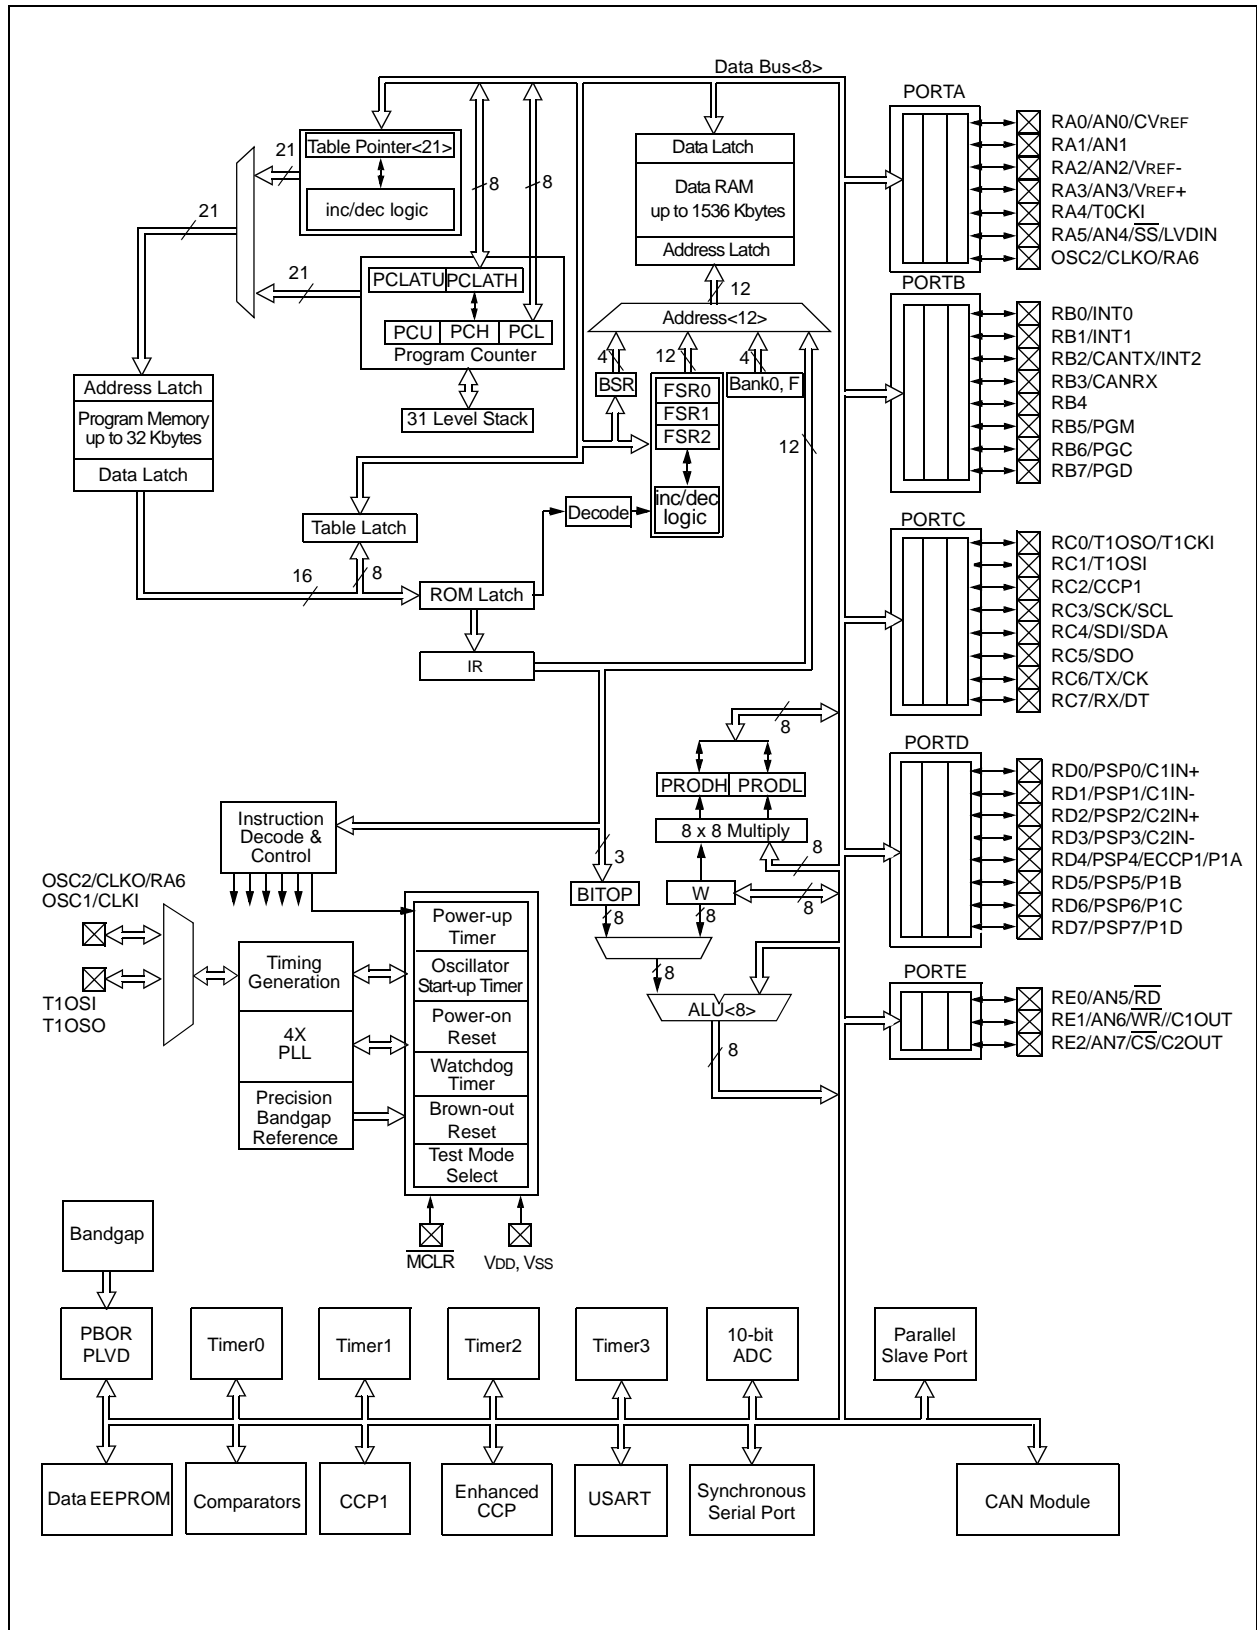 Data Bus<8>
21
Table Pointer<21>
inc/dec logic
8
8
21
21
PCLATU PCLATH
PCU PCH PCL
Program Counter
31 Level Stack
Address Latch
Program Memory
up to 32 Kbytes
Data Latch
Data Latch
Data RAM
up to 1536 Kbytes
Address Latch
12
Address<12>
4
12
4
BSR
FSR0
FSR1
FSR2
Bank0, F
inc/dec
logic
12
Decode
Table Latch
16
8
ROM Latch
IR
8
PRODH PRODL
8 x 8 Multiply
8
Instruction
Decode &
Control
3
BITOP
W
8
8
8
8
ALU<8>
8
OSC2/CLKO/RA6
OSC1/CLKI
T1OSI
T1OSO
Timing
Generation
4X
PLL
Precision
Bandgap
Reference
Power-up
Timer
Oscillator
Start-up Timer
Power-on
Reset
Watchdog
Timer
Brown-out
Reset
Test Mode
Select
MCLR
VDD, VSS
PORTA
RA0/AN0/CVREF
RA1/AN1
RA2/AN2/VREF-
RA3/AN3/VREF+
RA4/T0CKI
RA5/AN4/SS/LVDIN
OSC2/CLKO/RA6
PORTB
RB0/INT0
RB1/INT1
RB2/CANTX/INT2
RB3/CANRX
RB4
RB5/PGM
RB6/PGC
RB7/PGD
PORTC
RC0/T1OSO/T1CKI
RC1/T1OSI
RC2/CCP1
RC3/SCK/SCL
RC4/SDI/SDA
RC5/SDO
RC6/TX/CK
RC7/RX/DT
PORTD
RD0/PSP0/C1IN+
RD1/PSP1/C1IN-
RD2/PSP2/C2IN+
RD3/PSP3/C2IN-
RD4/PSP4/ECCP1/P1A
RD5/PSP5/P1B
RD6/PSP6/P1C
RD7/PSP7/P1D
PORTE
RE0/AN5/RD
RE1/AN6/WR//C1OUT
RE2/AN7/CS/C2OUT
Bandgap
PBOR
PLVD
Timer0
Timer1
Timer2
Timer3
10-bit
ADC
Parallel
Slave Port
Data EEPROM
Comparators
CCP1
Enhanced
CCP
USART
Synchronous
Serial Port
CAN Module